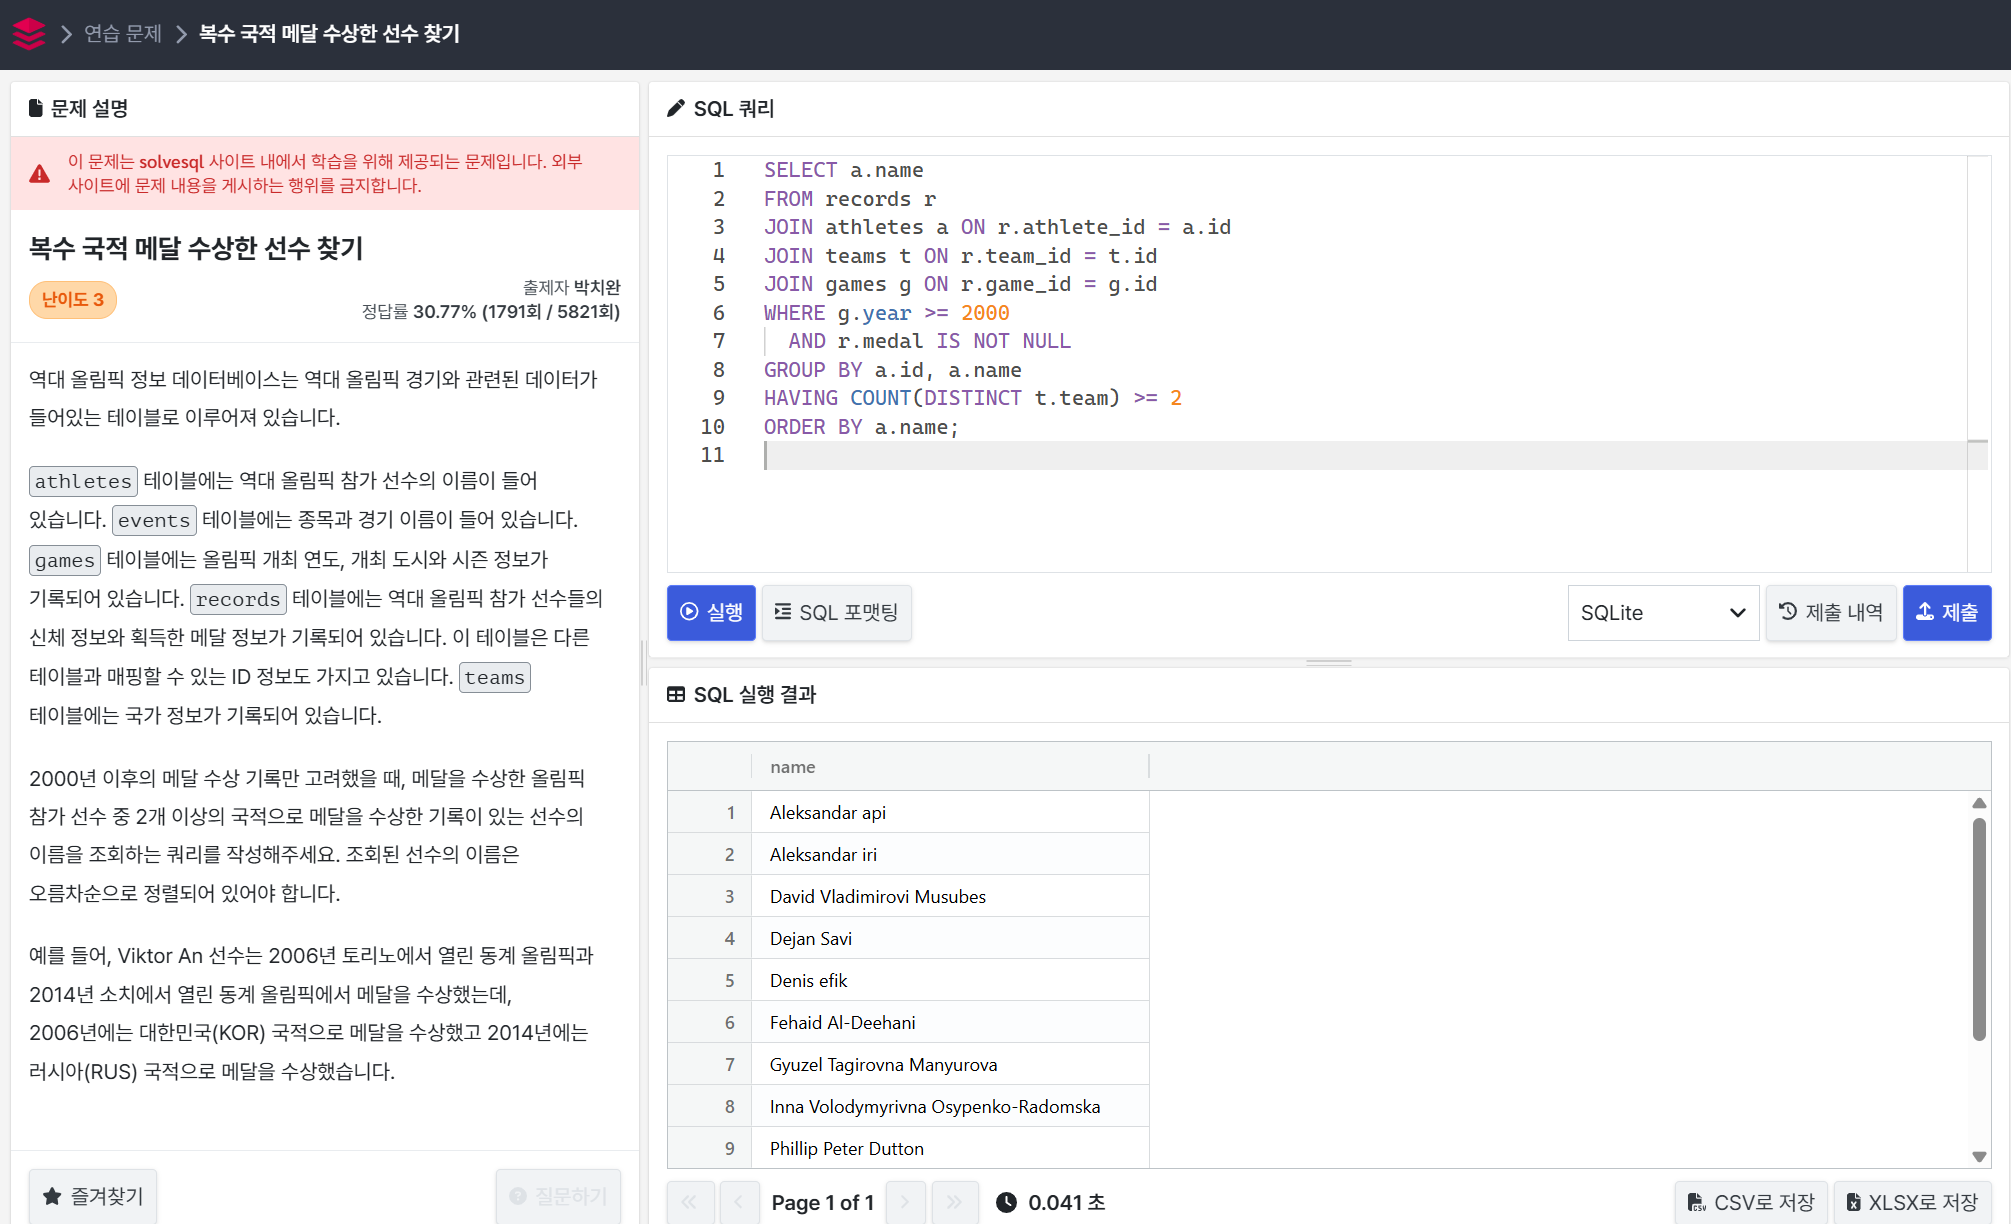 연습 문제
복수 국적 메달 수상한 선수 찾기
문제 설명
이 문제는 solvesql 사이트 내에서 학습을 위해 제공되는 문제입니다. 외부
사이트에 문제 내용을 게시하는 행위를 금지합니다.
복수 국적 메달 수상한 선수 찾기
난이도 3
출제자 박치완
정답률 30.77% (1791회 / 5821회)
역대 올림픽 정보 데이터베이스는 역대 올림픽 경기와 관련된 데이터가
들어있는 테이블로 이루어져 있습니다.
athletes 테이블에는 역대 올림픽 참가 선수의 이름이 들어
있습니다. events 테이블에는 종목과 경기 이름이 들어 있습니다.
games 테이블에는 올림픽 개최 연도, 개최 도시와 시즌 정보가
기록되어 있습니다. records 테이블에는 역대 올림픽 참가 선수들의
신체 정보와 획득한 메달 정보가 기록되어 있습니다. 이 테이블은 다른
테이블과 매핑할 수 있는 ID 정보도 가지고 있습니다. teams
테이블에는 국가 정보가 기록되어 있습니다.
2000년 이후의 메달 수상 기록만 고려했을 때, 메달을 수상한 올림픽
참가 선수 중 2개 이상의 국적으로 메달을 수상한 기록이 있는 선수의
이름을 조회하는 쿼리를 작성해주세요. 조회된 선수의 이름은
오름차순으로 정렬되어 있어야 합니다.
예를 들어, Viktor An 선수는 2006년 토리노에서 열린 동계 올림픽과
2014년 소치에서 열린 동계 올림픽에서 메달을 수상했는데,
2006년에는 대한민국(KOR) 국적으로 메달을 수상했고 2014년에는
러시아(RUS) 국적으로 메달을 수상했습니다.
즐겨찾기
질문하기
SQL 쿼리
1 SELECT a.name
2 FROM records r
3 JOIN athletes a ON r.athlete_id = a.id
4 JOIN teams t ON r.team_id = t.id
5 JOIN games g ON r.game_id = g.id
6 WHERE g.year >= 2000
7 AND r.medal IS NOT NULL
8 GROUP BY a.id, a.name
9 HAVING COUNT(DISTINCT t.team) >= 2
10 ORDER BY a.name;
11
실행
SQL 포맷팅
SQLite
제출 내역
제출
SQL 실행 결과
name
1 Aleksandar api
2 Aleksandar iri
3 David Vladimirovi Musubes
4 Dejan Savi
5 Denis efik
6 Fehaid Al-Deehani
7 Gyuzel Tagirovna Manyurova
8 Inna Volodymyrivna Osypenko-Radomska
9 Phillip Peter Dutton
Page 1 of 1
0.041 초
CSV로 저장
XLSX로 저장